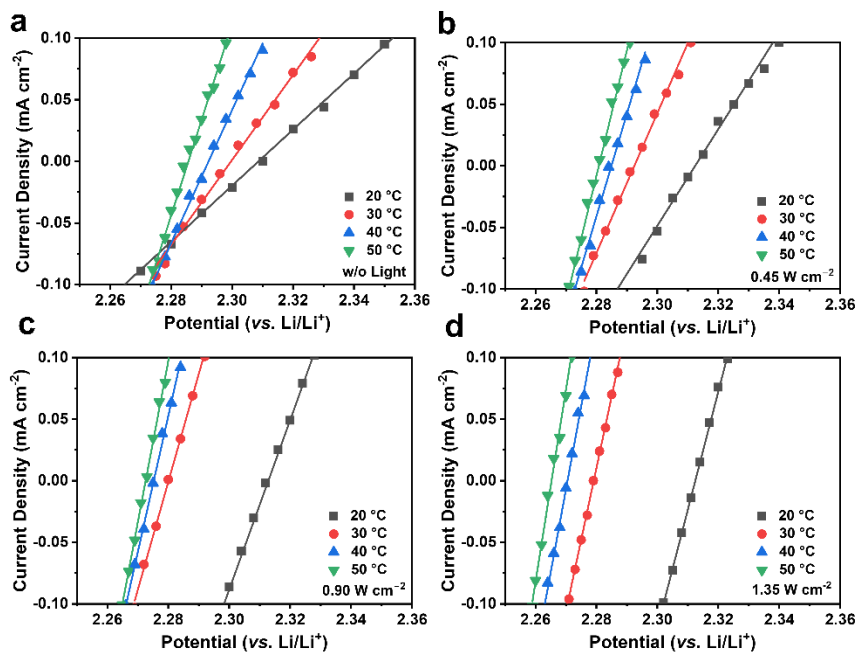 a
Current Density (mA cm⁻²)
0.10
0.05
0.00
-0.05
-0.10
20 °C
30 °C
40 °C
50 °C
w/o Light
2.26 2.28 2.30 2.32 2.34 2.36
Potential (vs. Li/Li⁺)
b
Current Density (mA cm⁻²)
0.10
0.05
0.00
-0.05
-0.10
20 °C
30 °C
40 °C
50 °C
0.45 W cm⁻²
2.26 2.28 2.30 2.32 2.34 2.36
Potential (vs. Li/Li⁺)
c
Current Density (mA cm⁻²)
0.10
0.05
0.00
-0.05
-0.10
20 °C
30 °C
40 °C
50 °C
0.90 W cm⁻²
2.26 2.28 2.30 2.32 2.34 2.36
Potential (vs. Li/Li⁺)
d
Current Density (mA cm⁻²)
0.10
0.05
0.00
-0.05
-0.10
20 °C
30 °C
40 °C
50 °C
1.35 W cm⁻²
2.26 2.28 2.30 2.32 2.34 2.36
Potential (vs. Li/Li⁺)